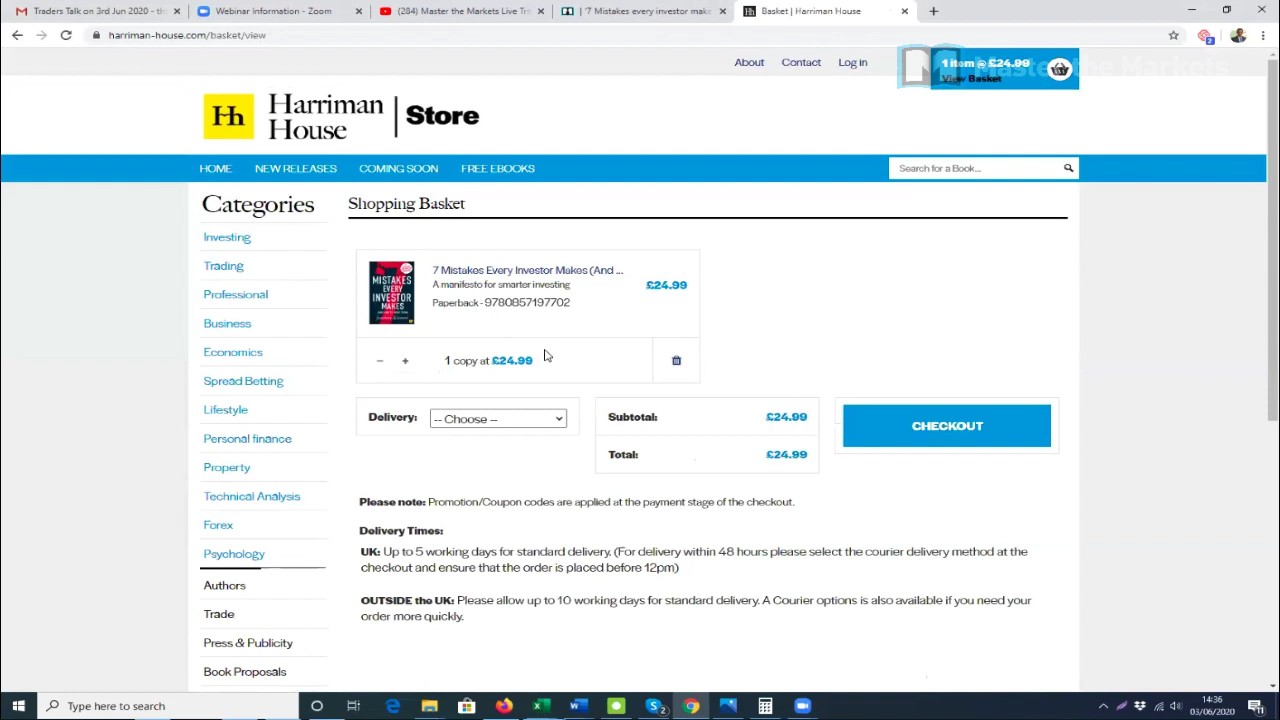 Traders Talk on 3rd Jun 2020 - th
Webinar Information - Zoom
(284) Master the Markets Live Tri
'7 Mistakes every investor make
Basket | Harriman House
harriman-house.com/basket/view
2
About
Contact
Log in
1 item @ £24.99
View Basket
Master the Markets
Hh
Harriman
House
Store
HOME
NEW RELEASES
COMING SOON
FREE EBOOKS
Search for a Book...
Categories
Investing
Trading
Professional
Business
Economics
Spread Betting
Lifestyle
Personal finance
Property
Technical Analysis
Forex
Psychology
Authors
Trade
Press & Publicity
Book Proposals
Shopping Basket
MISTAKES
EVERY
INVESTOR
MAKES
7 Mistakes Every Investor Makes (And ...
A manifesto for smarter investing
Paperback - 9780857197702
£24.99
− + 1 copy at £24.99
Delivery: -- Choose --
Subtotal: £24.99
Total: £24.99
CHECKOUT
Please note: Promotion/Coupon codes are applied at the payment stage of the checkout.
Delivery Times:
UK: Up to 5 working days for standard delivery. (For delivery within 48 hours please select the courier delivery method at the
checkout and ensure that the order is placed before 12pm)
OUTSIDE the UK: Please allow up to 10 working days for standard delivery. A Courier options is also available if you need your
order more quickly.
Type here to search
2
14:36
03/06/2020